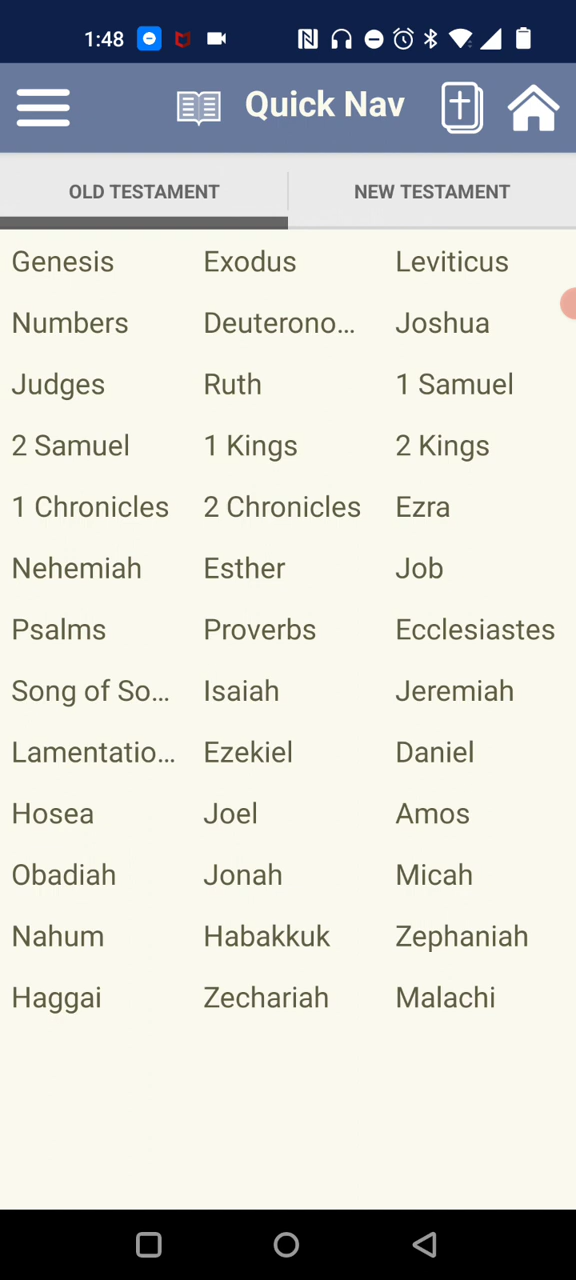 1:48
Quick Nav
OLD TESTAMENT NEW TESTAMENT
Genesis Exodus Leviticus
Numbers Deuterono... Joshua
Judges Ruth 1 Samuel
2 Samuel 1 Kings 2 Kings
1 Chronicles 2 Chronicles Ezra
Nehemiah Esther Job
Psalms Proverbs Ecclesiastes
Song of So... Isaiah Jeremiah
Lamentatio... Ezekiel Daniel
Hosea Joel Amos
Obadiah Jonah Micah
Nahum Habakkuk Zephaniah
Haggai Zechariah Malachi